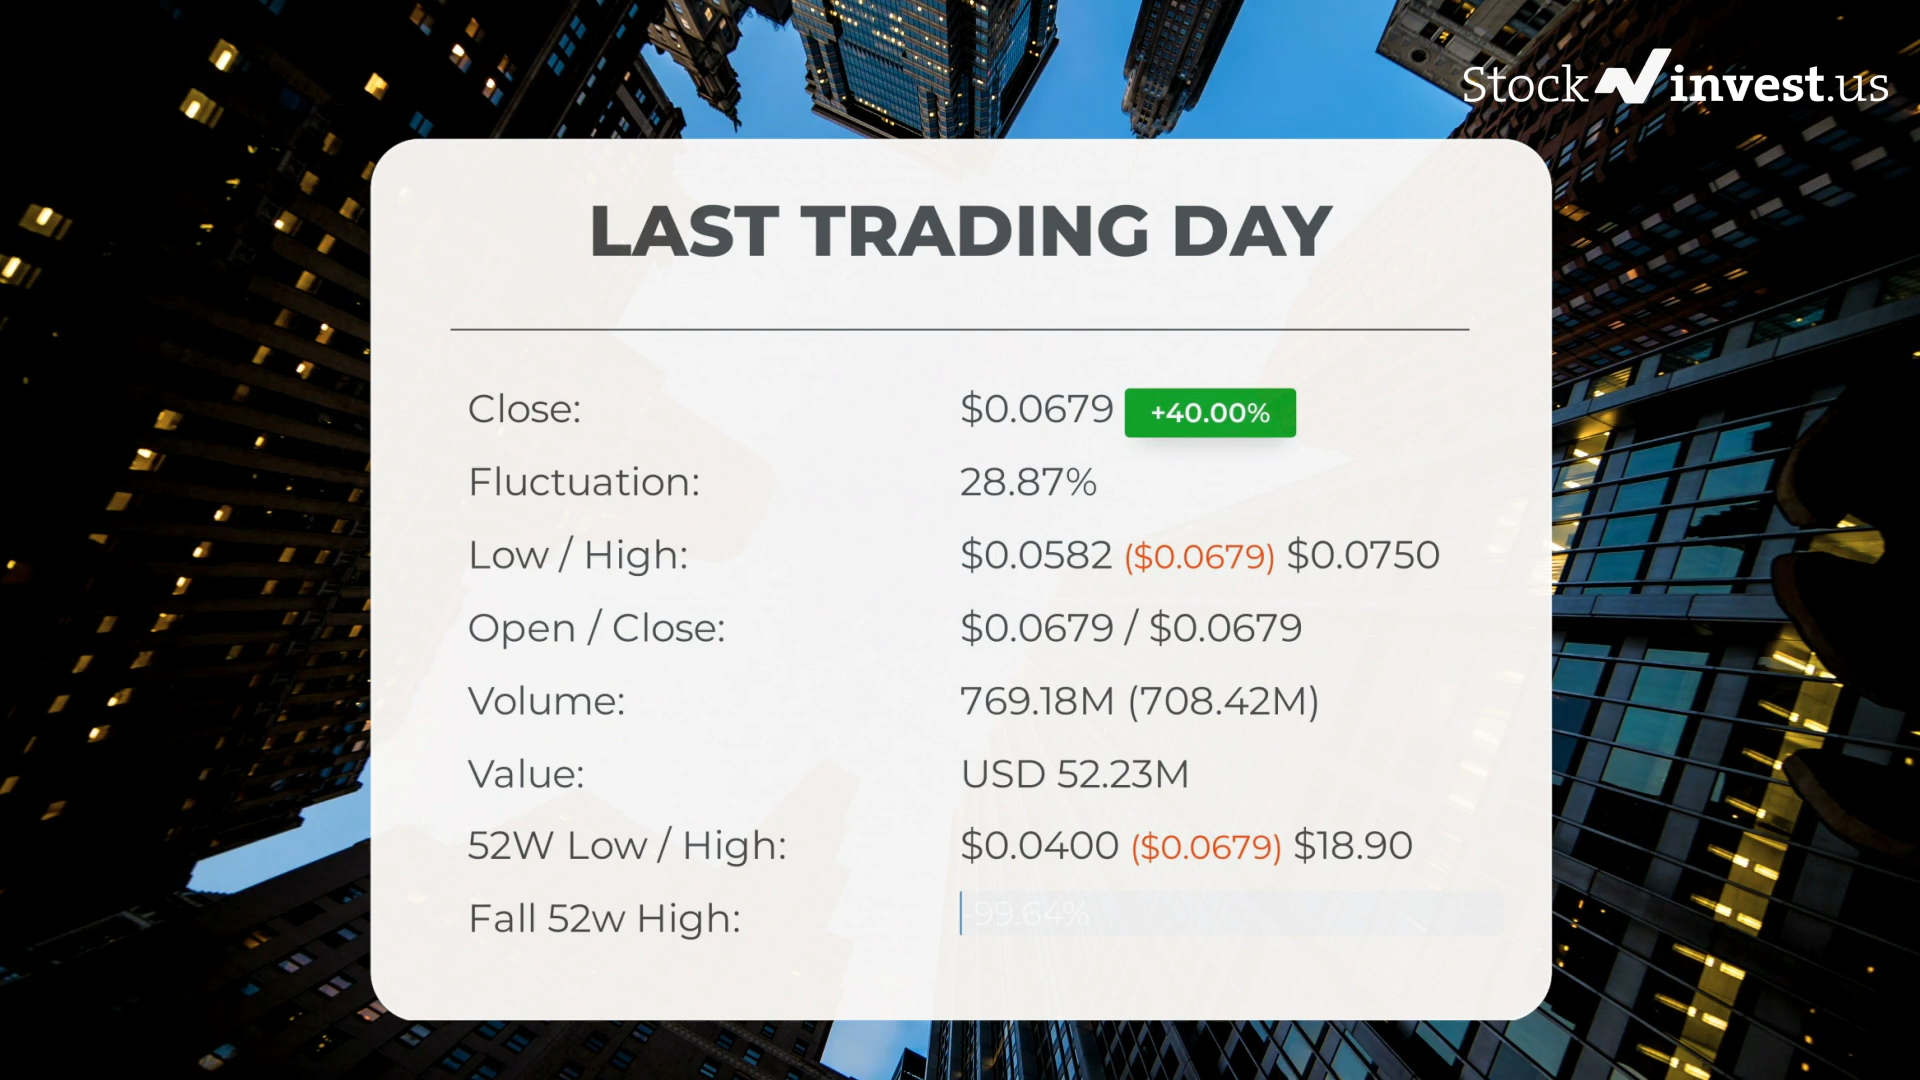 Stock invest.us
LAST TRADING DAY
Close: $0.0679 +40.00%
Fluctuation: 28.87%
Low / High: $0.0582 ($0.0679) $0.0750
Open / Close: $0.0679 / $0.0679
Volume: 769.18M (708.42M)
Value: USD 52.23M
52W Low / High: $0.0400 ($0.0679) $18.90
Fall 52w High: -99.64%